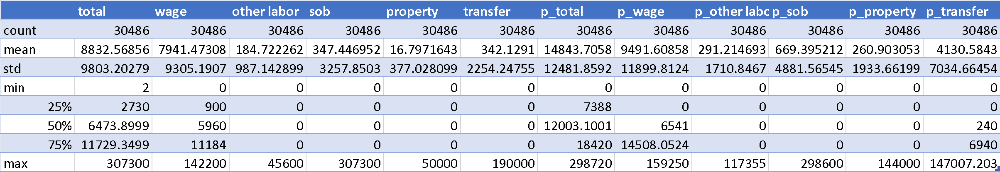 total wage other labor sob property transfer p_total p_wage p_other labc p_sob p_property p_transfer
count 30486 30486 30486 30486 30486 30486 30486 30486 30486 30486 30486 30486
mean 8832.56856 7941.47308 184.722262 347.446952 16.7971643 342.1291 14843.7058 9491.60858 291.214693 669.395212 260.903053 4130.5843
std 9803.20279 9305.1907 987.142899 3257.8503 377.028099 2254.24755 12481.8592 11899.8124 1710.8467 4881.56545 1933.66199 7034.66454
min 2 0 0 0 0 0 0 0 0 0 0 0
25% 2730 900 0 0 0 0 7388 0 0 0 0 0
50% 6473.8999 5960 0 0 0 0 12003.1001 6541 0 0 0 240
75% 11729.3499 11184 0 0 0 0 18420 14508.0524 0 0 0 6940
max 307300 142200 45600 307300 50000 190000 298720 159250 117355 298600 144000 147007.203